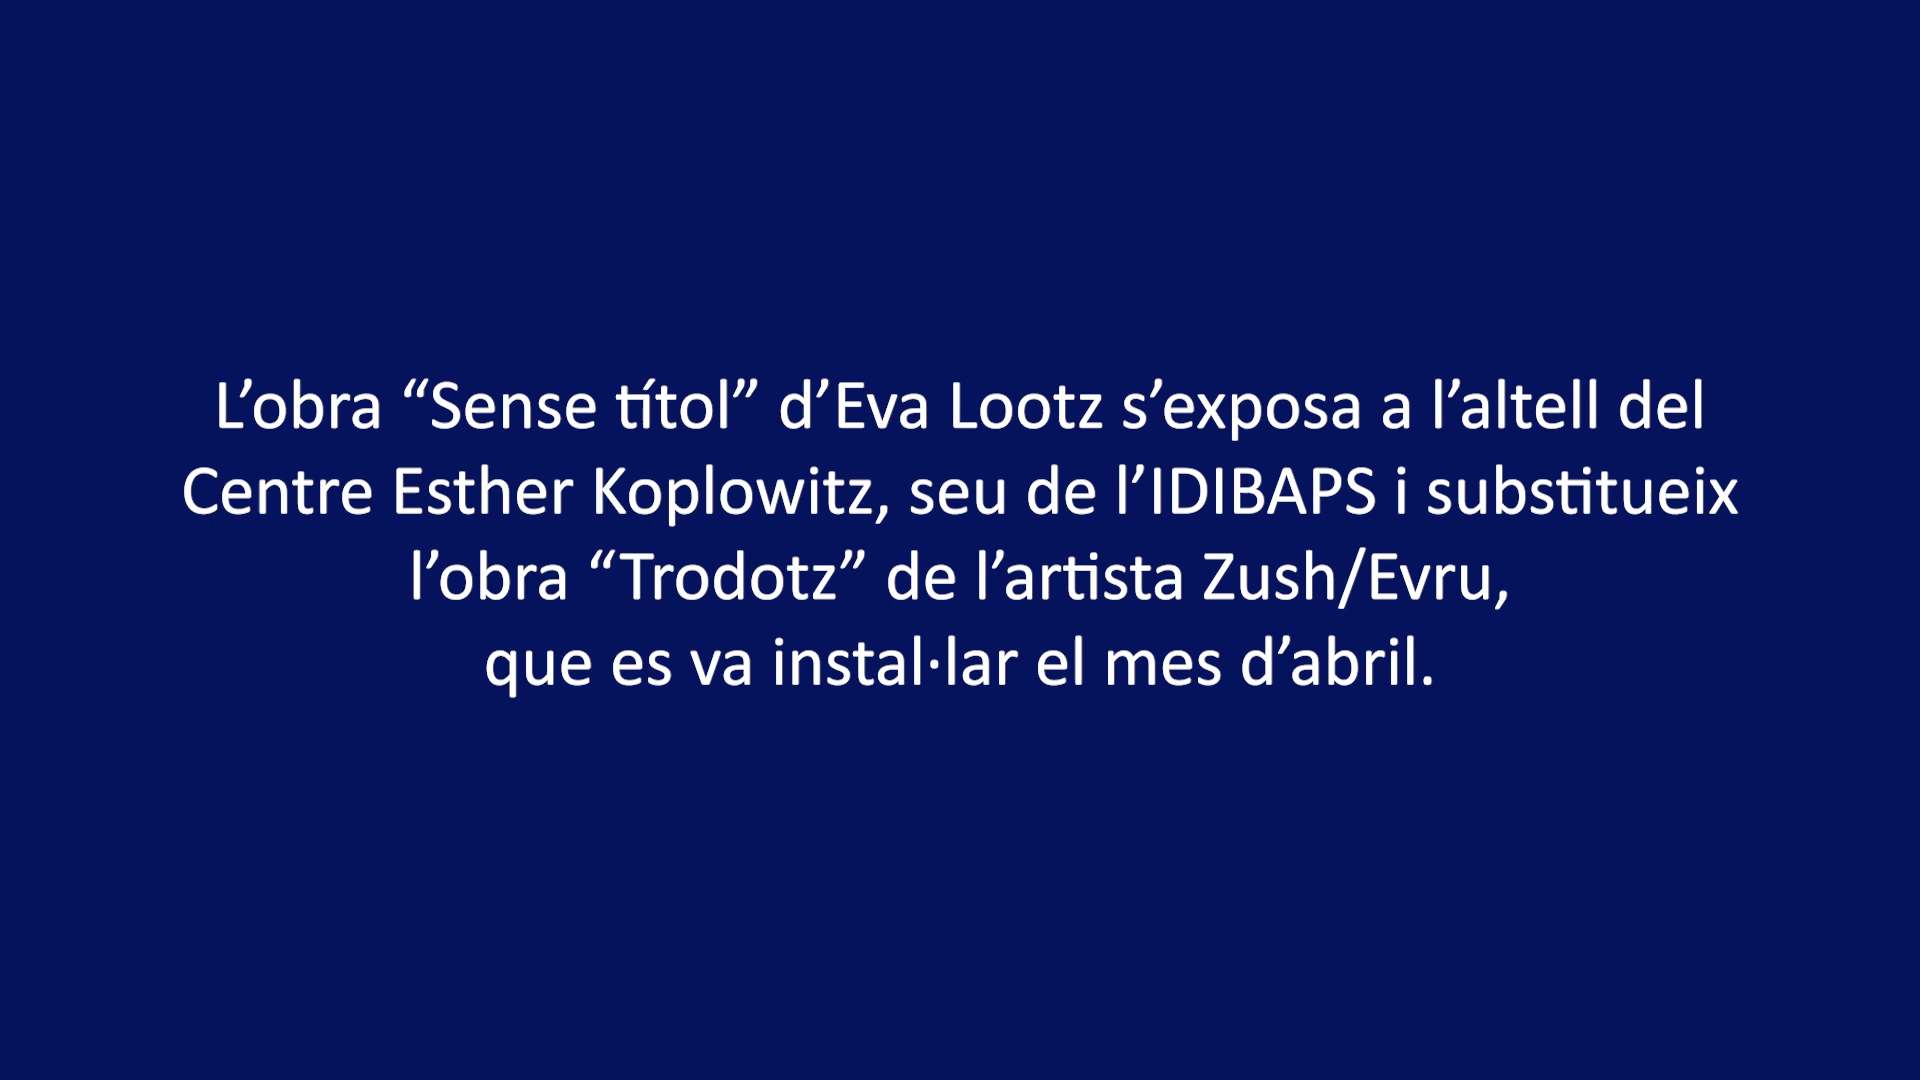 L’obra “Sense títol” d’Eva Lootz s’exposa a l’altell del
Centre Esther Koplowitz, seu de l’IDIBAPS i substitueix
l’obra “Trodotz” de l’artista Zush/Evru,
que es va instal·lar el mes d’abril.